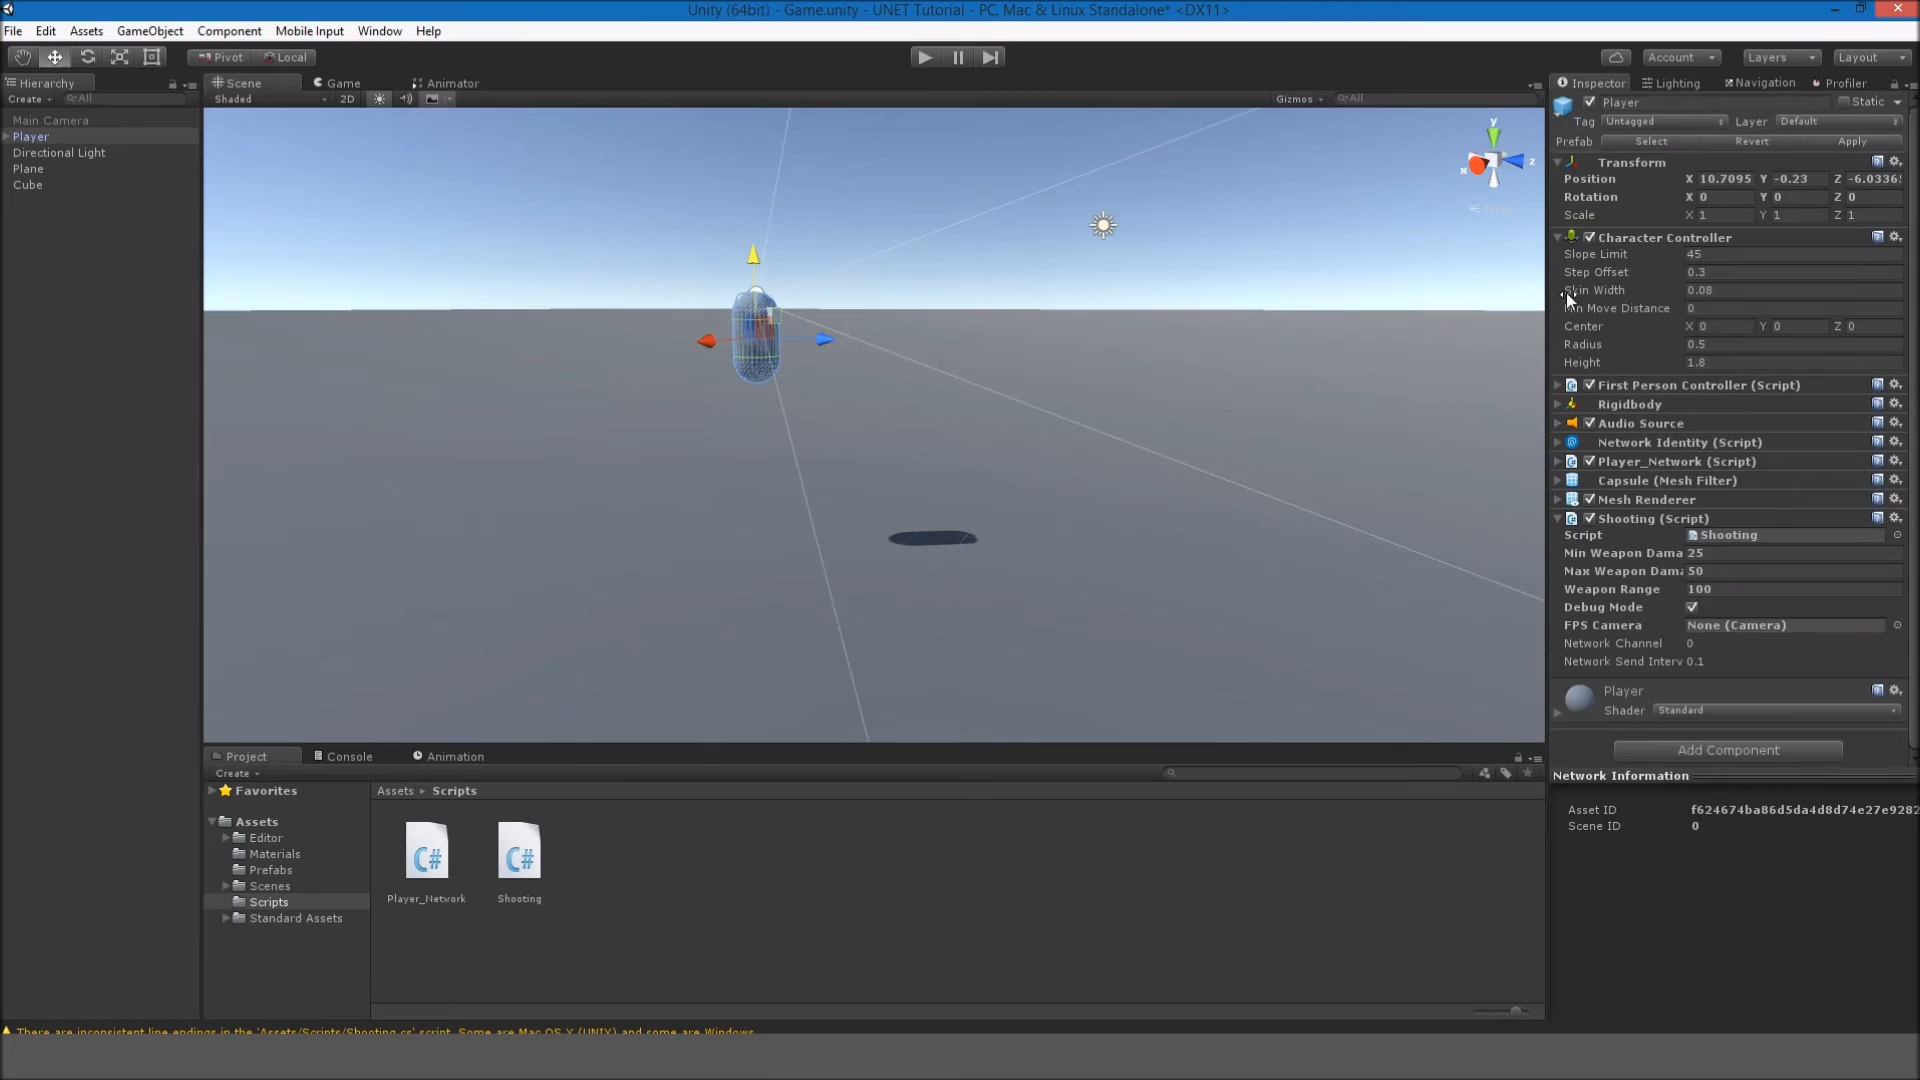 Unity (64bit) - Game.unity - UNET Tutorial - PC, Mac & Linux Standalone* <DX11>
File Edit Assets GameObject Component Mobile Input Window Help
Pivot Local Account Layers Layout
Hierarchy
Create All
Main Camera
Player
Directional Light
Plane
Cube
Scene Game Animator
Shaded 2D Gizmos All
y
x
z
Inspector Lighting Navigation Profiler
Player Static
Tag Untagged Layer Default
Prefab Select Revert Apply
Transform
Position X 10.7095 Y -0.23 Z -6.0336
Rotation X 0 Y 0 Z 0
Scale X 1 Y 1 Z 1
Character Controller
Slope Limit 45
Step Offset 0.3
Skin Width 0.08
Min Move Distance 0
Center X 0 Y 0 Z 0
Radius 0.5
Height 1.8
First Person Controller (Script)
Rigidbody
Audio Source
Network Identity (Script)
Player_Network (Script)
Capsule (Mesh Filter)
Mesh Renderer
Shooting (Script)
Script Shooting
Min Weapon Dama 25
Max Weapon Dama 50
Weapon Range 100
Debug Mode
FPS Camera None (Camera)
Network Channel 0
Network Send Interv 0.1
Player
Shader Standard
Add Component
Network Information
Asset ID f624674ba86d5da4d8d74e27e9282
Scene ID 0
Project Console Animation
Create
Favorites
Assets
Editor
Materials
Prefabs
Scenes
Scripts
Standard Assets
Assets ▸ Scripts
C# C#
Player_Network Shooting
There are inconsistent line endings in the 'Assets/Scripts/Shooting.cs' script. Some are Mac OS X (UNIX) and some are Windows.